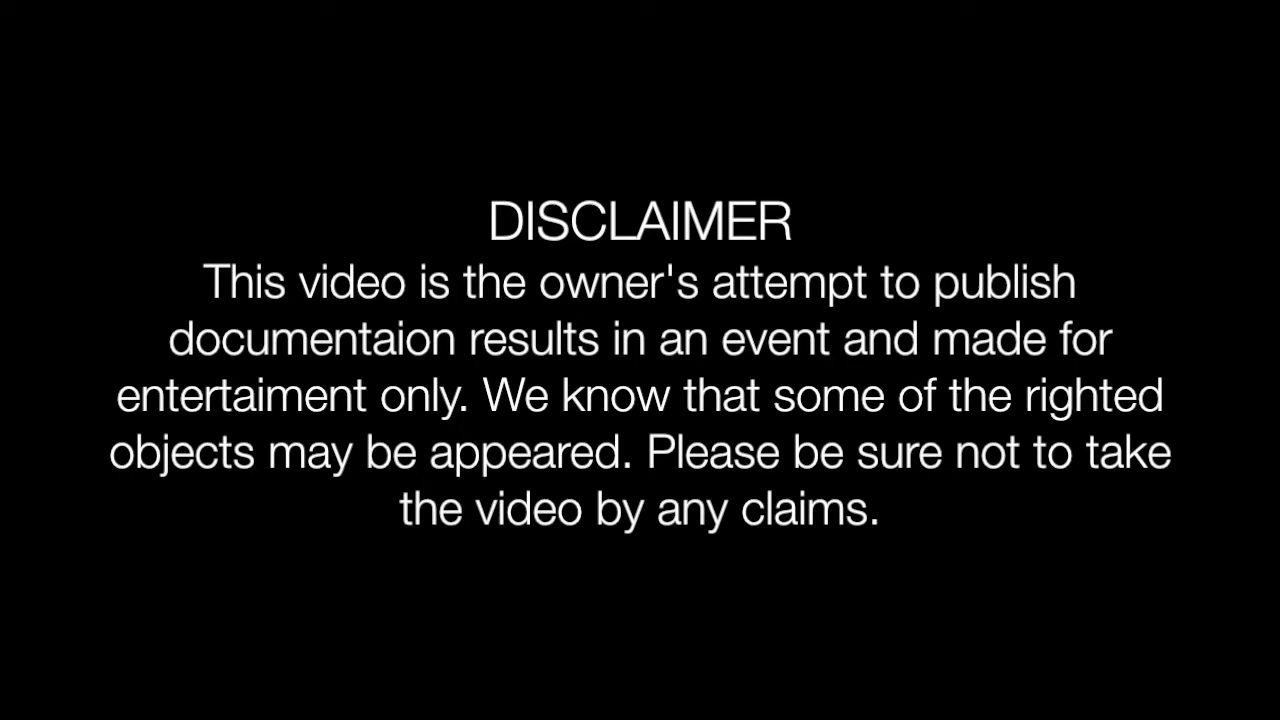 DISCLAIMER
This video is the owner's attempt to publish
documentaion results in an event and made for
entertaiment only. We know that some of the righted
objects may be appeared. Please be sure not to take
the video by any claims.